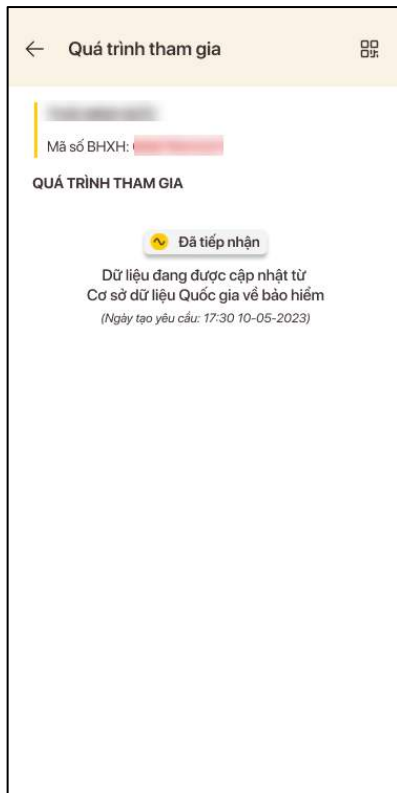 Quá trình tham gia
Mã số BHXH:
QUÁ TRÌNH THAM GIA
Đã tiếp nhận
Dữ liệu đang được cập nhật từ
Cơ sở dữ liệu Quốc gia về bảo hiểm
(Ngày tạo yêu cầu: 17:30 10-05-2023)